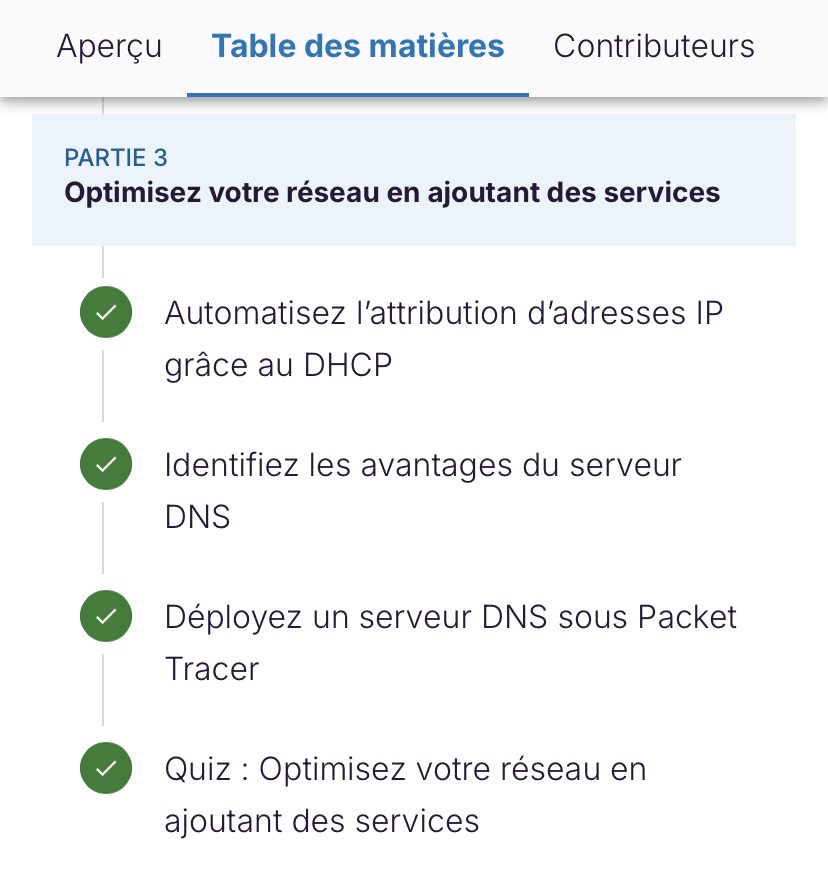 Aperçu Table des matières Contributeurs
PARTIE 3
Optimisez votre réseau en ajoutant des services
Automatisez l’attribution d’adresses IP
grâce au DHCP
Identifiez les avantages du serveur
DNS
Déployez un serveur DNS sous Packet
Tracer
Quiz : Optimisez votre réseau en
ajoutant des services